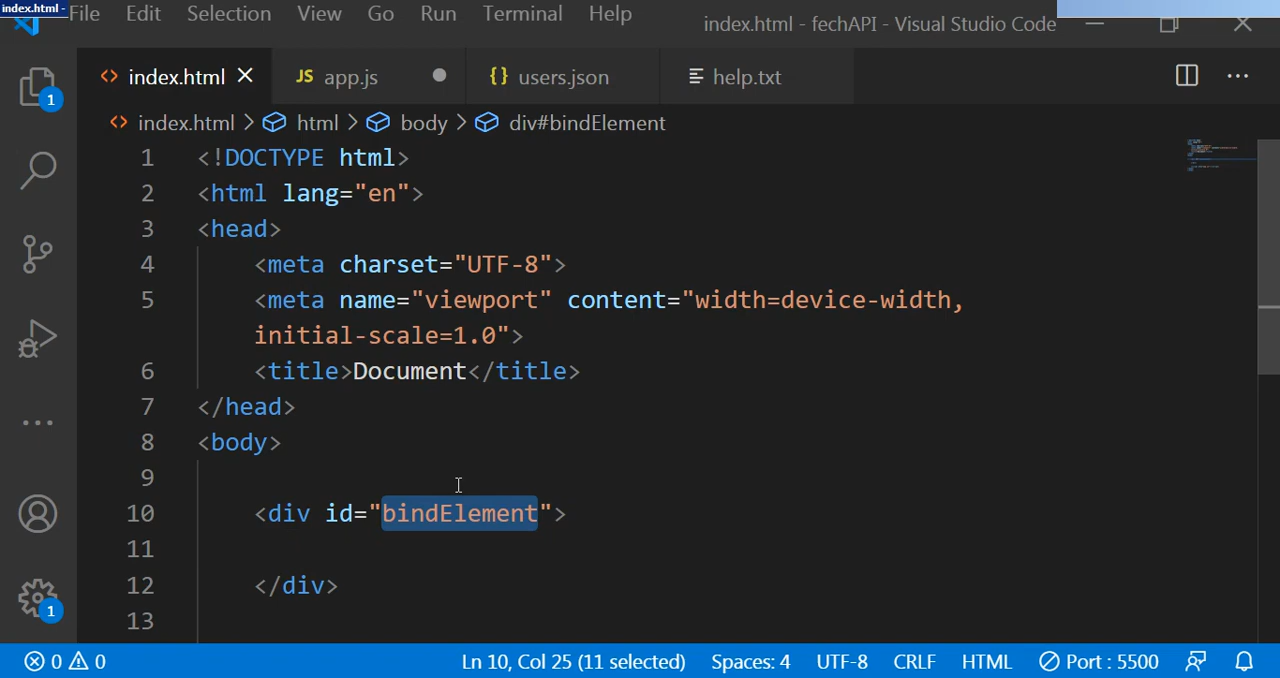 index.html -
File Edit Selection View Go Run Terminal Help index.html - fechAPI - Visual Studio Code
index.html JS app.js {} users.json help.txt
index.html > html > body > div#bindElement
1 <!DOCTYPE html>
2 <html lang="en">
3 <head>
4 <meta charset="UTF-8">
5 <meta name="viewport" content="width=device-width,
initial-scale=1.0">
6 <title>Document</title>
7 </head>
8 <body>
9
10 <div id="bindElement">
11
12 </div>
13
1
1
0 0 Ln 10, Col 25 (11 selected) Spaces: 4 UTF-8 CRLF HTML Port : 5500